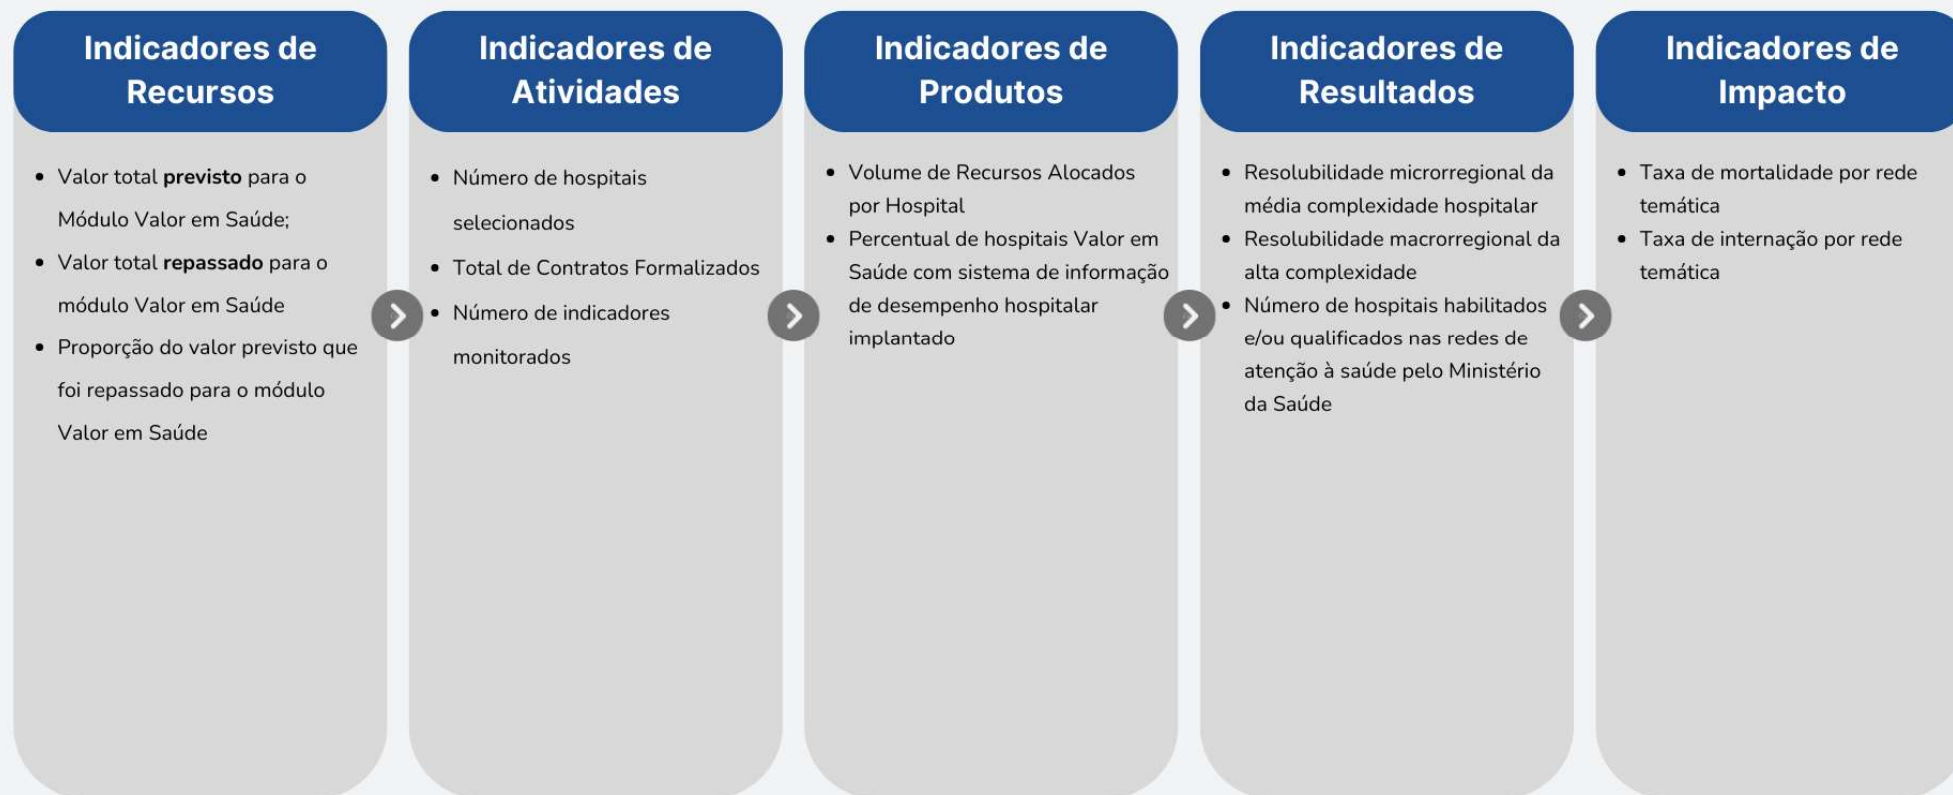 Indicadores de
Recursos
• Valor total previsto para o
Módulo Valor em Saúde;
• Valor total repassado para o
módulo Valor em Saúde
• Proporção do valor previsto que
foi repassado para o módulo
Valor em Saúde
Indicadores de
Atividades
• Número de hospitais
selecionados
• Total de Contratos Formalizados
• Número de indicadores
monitorados
Indicadores de
Produtos
• Volume de Recursos Alocados
por Hospital
• Percentual de hospitais Valor em
Saúde com sistema de informação
de desempenho hospitalar
implantado
Indicadores de
Resultados
• Resolubilidade microrregional da
média complexidade hospitalar
• Resolubilidade macrorregional da
alta complexidade
• Número de hospitais habilitados
e/ou qualificados nas redes de
atenção à saúde pelo Ministério
da Saúde
Indicadores de
Impacto
• Taxa de mortalidade por rede
temática
• Taxa de internação por rede
temática